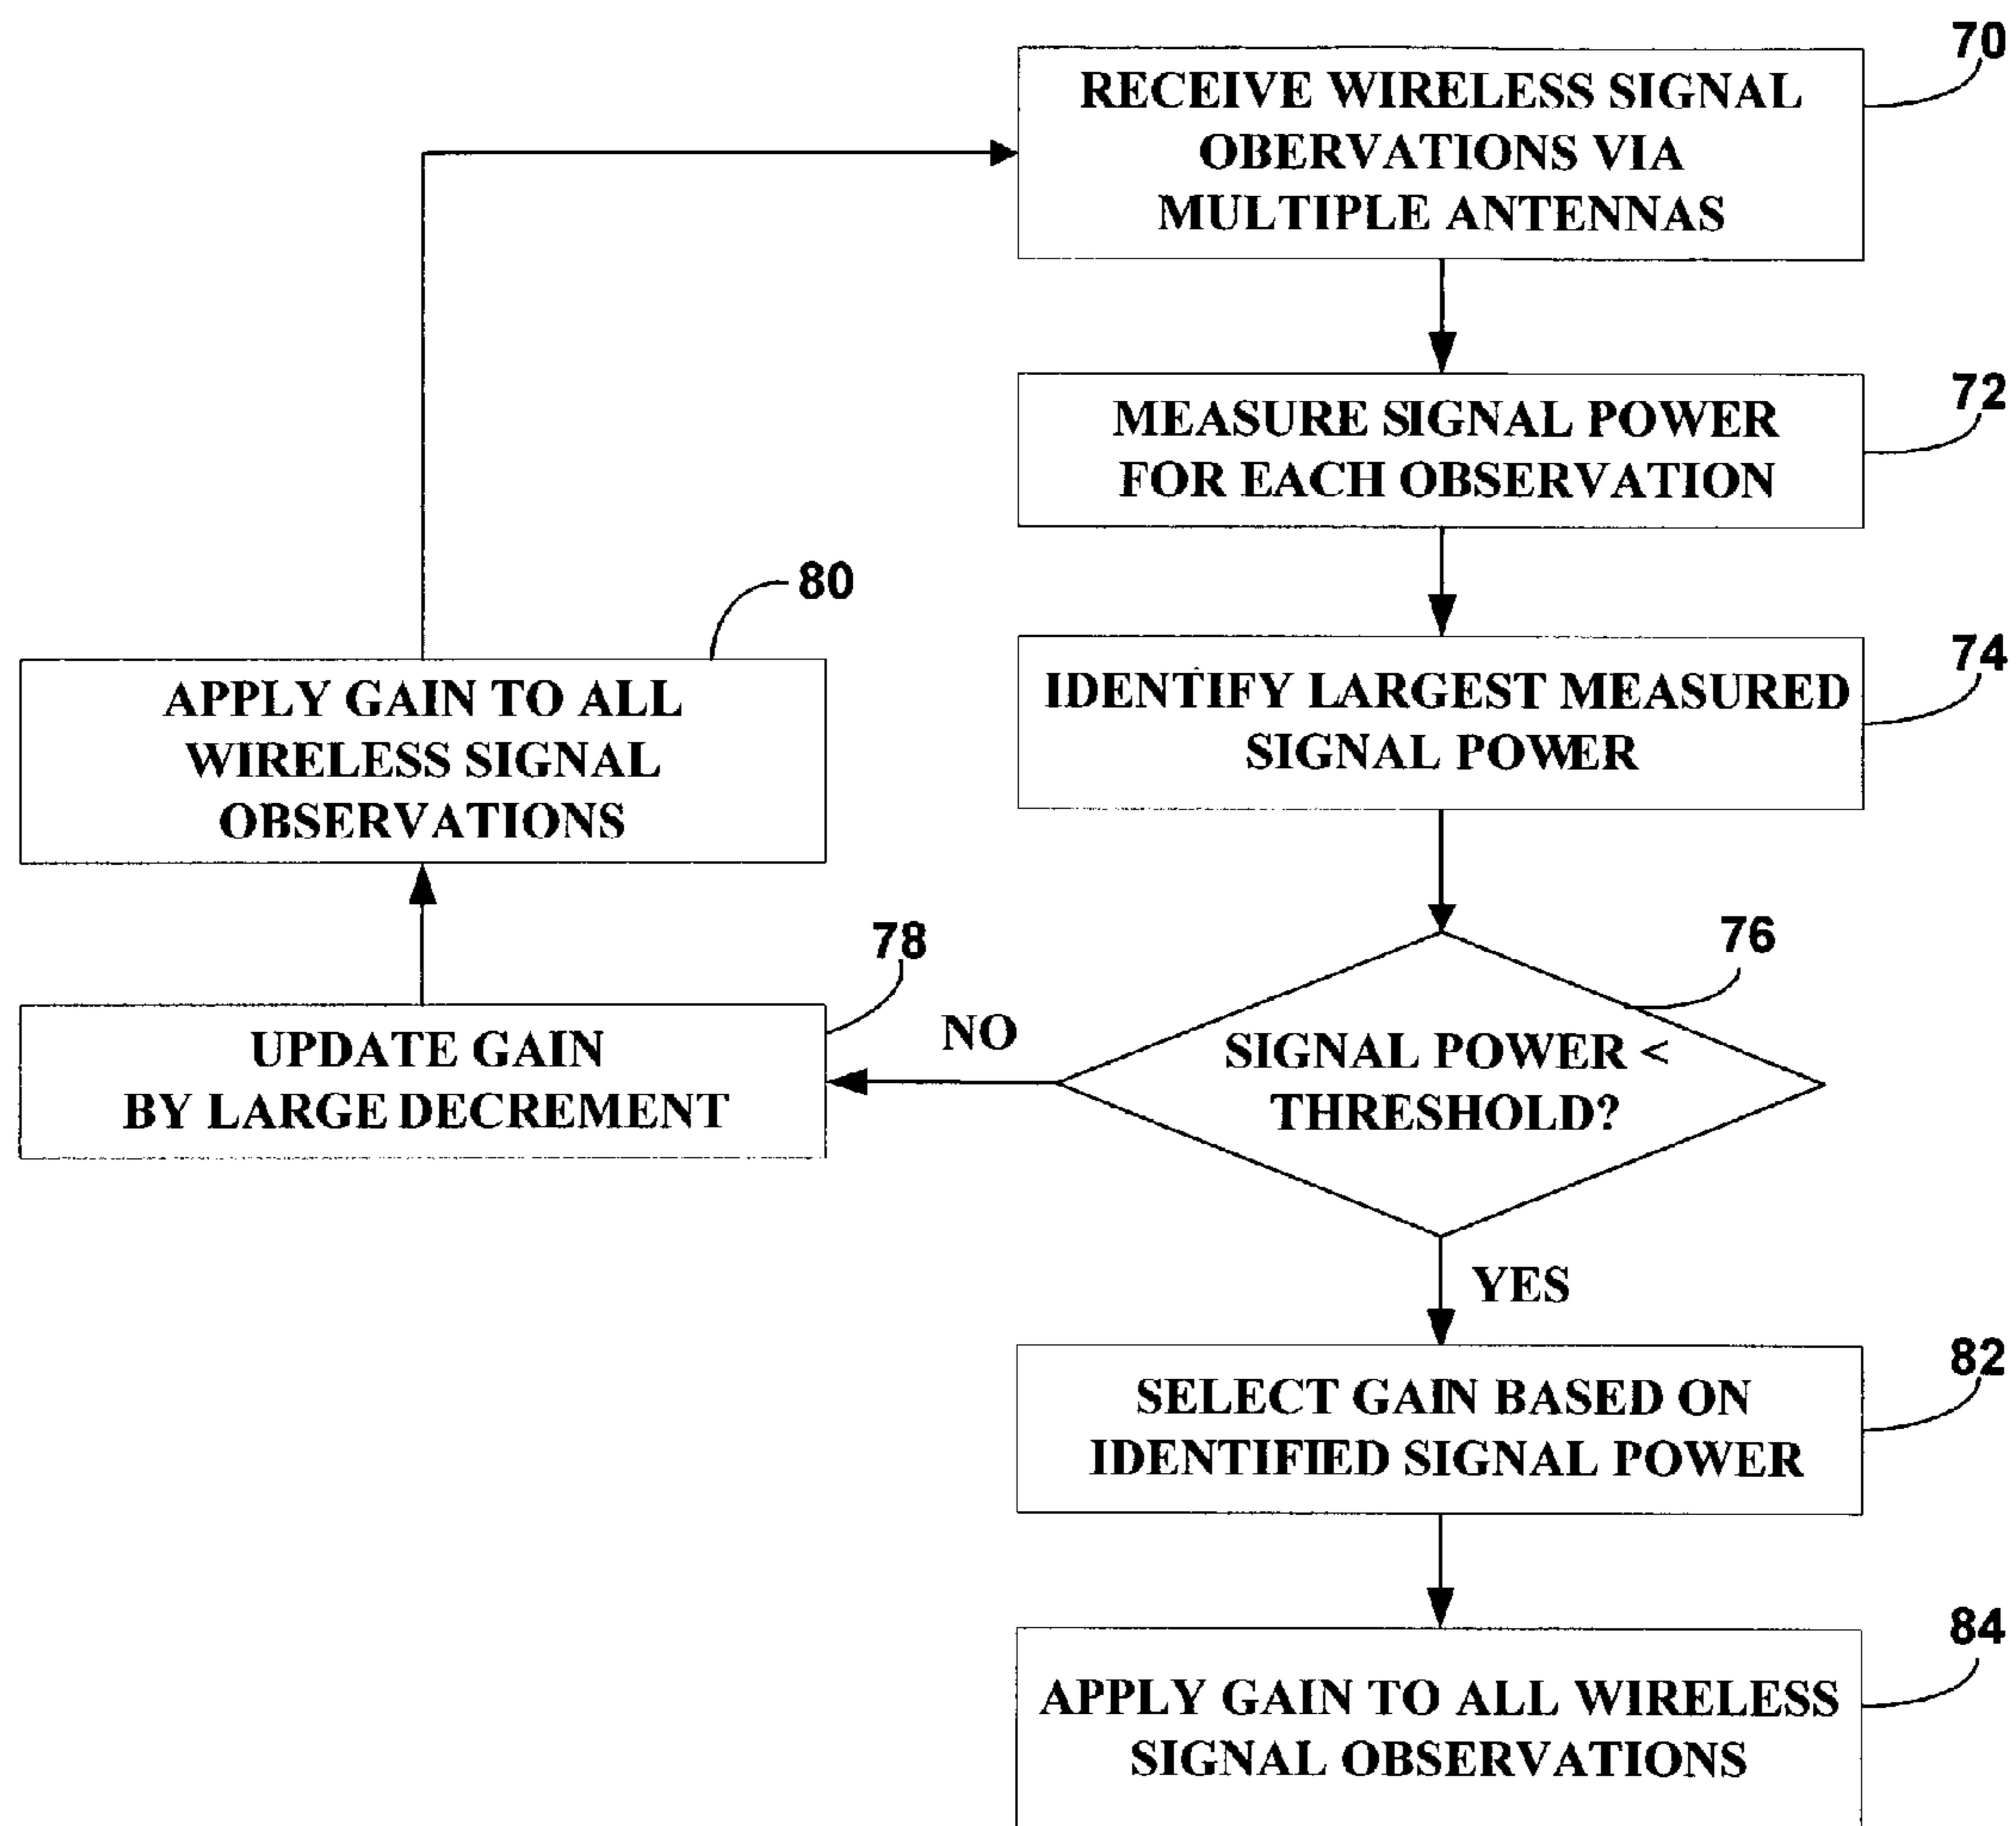 70
RECEIVE WIRELESS SIGNAL
OBERVATIONS VIA
MULTIPLE ANTENNAS
72
MEASURE SIGNAL POWER
FOR EACH OBSERVATION
74
IDENTIFY LARGEST MEASURED
SIGNAL POWER
76
SIGNAL POWER <
THRESHOLD?
NO
78
UPDATE GAIN
BY LARGE DECREMENT
80
APPLY GAIN TO ALL
WIRELESS SIGNAL
OBSERVATIONS
YES
82
SELECT GAIN BASED ON
IDENTIFIED SIGNAL POWER
84
APPLY GAIN TO ALL WIRELESS
SIGNAL OBSERVATIONS